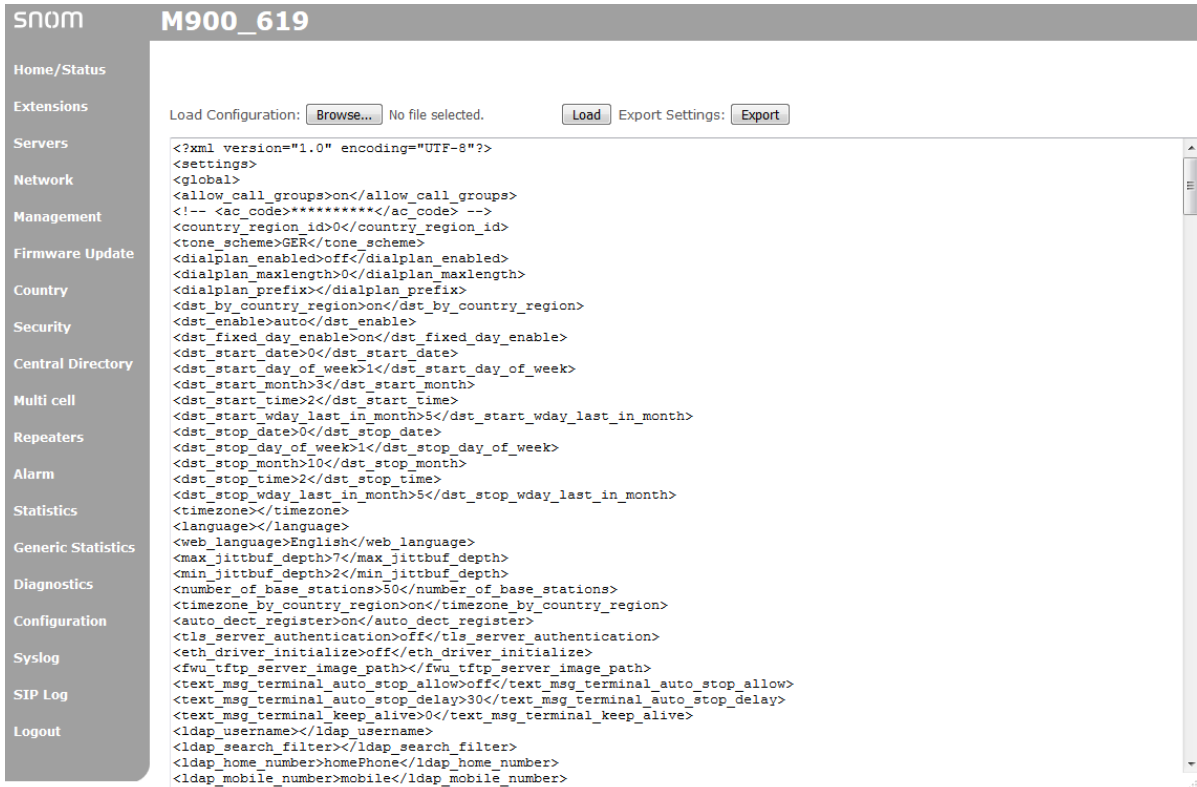 snom
M900_619
Home/Status
Extensions
Servers
Network
Management
Firmware Update
Country
Security
Central Directory
Multi cell
Repeaters
Alarm
Statistics
Generic Statistics
Diagnostics
Configuration
Syslog
SIP Log
Logout
Load Configuration: Browse... No file selected. Load Export Settings: Export
<?xml version="1.0" encoding="UTF-8"?>
<settings>
<global>
<allow_call_groups>on</allow_call_groups>
<!-- <ac_code>**********</ac_code> -->
<country_region_id>0</country_region_id>
<tone_scheme>GER</tone_scheme>
<dialplan_enabled>off</dialplan_enabled>
<dialplan_maxlength>0</dialplan_maxlength>
<dialplan_prefix></dialplan_prefix>
<dst_by_country_region>on</dst_by_country_region>
<dst_enable>auto</dst_enable>
<dst_fixed_day_enable>on</dst_fixed_day_enable>
<dst_start_date>0</dst_start_date>
<dst_start_day_of_week>1</dst_start_day_of_week>
<dst_start_month>3</dst_start_month>
<dst_start_time>2</dst_start_time>
<dst_start_wday_last_in_month>5</dst_start_wday_last_in_month>
<dst_stop_date>0</dst_stop_date>
<dst_stop_day_of_week>1</dst_stop_day_of_week>
<dst_stop_month>10</dst_stop_month>
<dst_stop_time>2</dst_stop_time>
<dst_stop_wday_last_in_month>5</dst_stop_wday_last_in_month>
<timezone></timezone>
<language></language>
<web_language>English</web_language>
<max_jittbuf_depth>7</max_jittbuf_depth>
<min_jittbuf_depth>2</min_jittbuf_depth>
<number_of_base_stations>50</number_of_base_stations>
<timezone_by_country_region>on</timezone_by_country_region>
<auto_dect_register>on</auto_dect_register>
<tls_server_authentication>off</tls_server_authentication>
<eth_driver_initialize>off</eth_driver_initialize>
<fwu_tftp_server_image_path></fwu_tftp_server_image_path>
<text_msg_terminal_auto_stop_allow>off</text_msg_terminal_auto_stop_allow>
<text_msg_terminal_auto_stop_delay>30</text_msg_terminal_auto_stop_delay>
<text_msg_terminal_keep_alive>0</text_msg_terminal_keep_alive>
<ldap_username></ldap_username>
<ldap_search_filter></ldap_search_filter>
<ldap_home_number>homePhone</ldap_home_number>
<ldap_mobile_number>mobile</ldap_mobile_number>